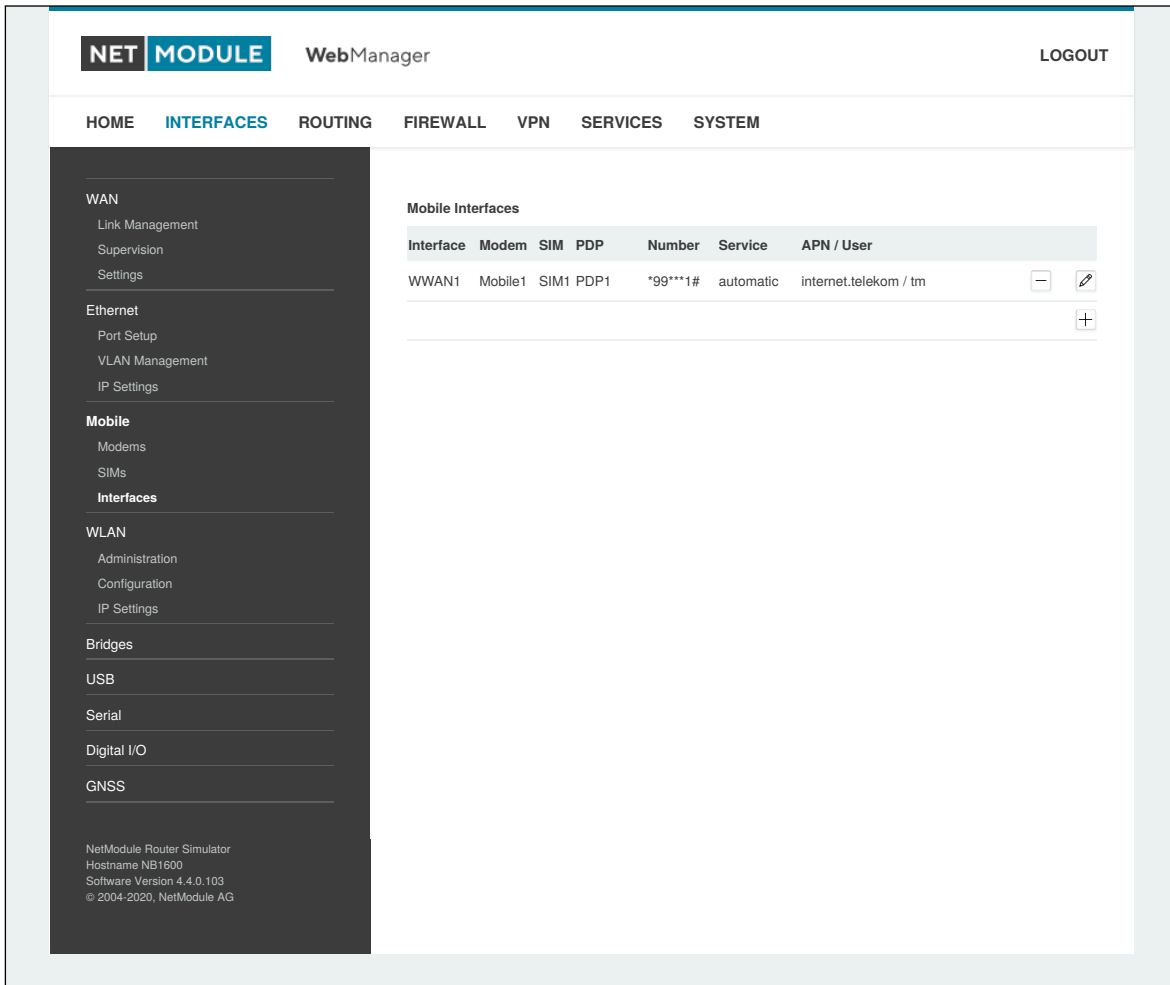 NET MODULE WebManager LOGOUT
HOME INTERFACES ROUTING FIREWALL VPN SERVICES SYSTEM
WAN
Link Management
Supervision
Settings
Ethernet
Port Setup
VLAN Management
IP Settings
Mobile
Modems
SIMs
Interfaces
WLAN
Administration
Configuration
IP Settings
Bridges
USB
Serial
Digital I/O
GNSS
NetModule Router Simulator
Hostname NB1600
Software Version 4.4.0.103
© 2004-2020, NetModule AG
Mobile Interfaces
Interface Modem SIM PDP Number Service APN / User
WWAN1 Mobile1 SIM1 PDP1 *99***1# automatic internet.telekom / tm